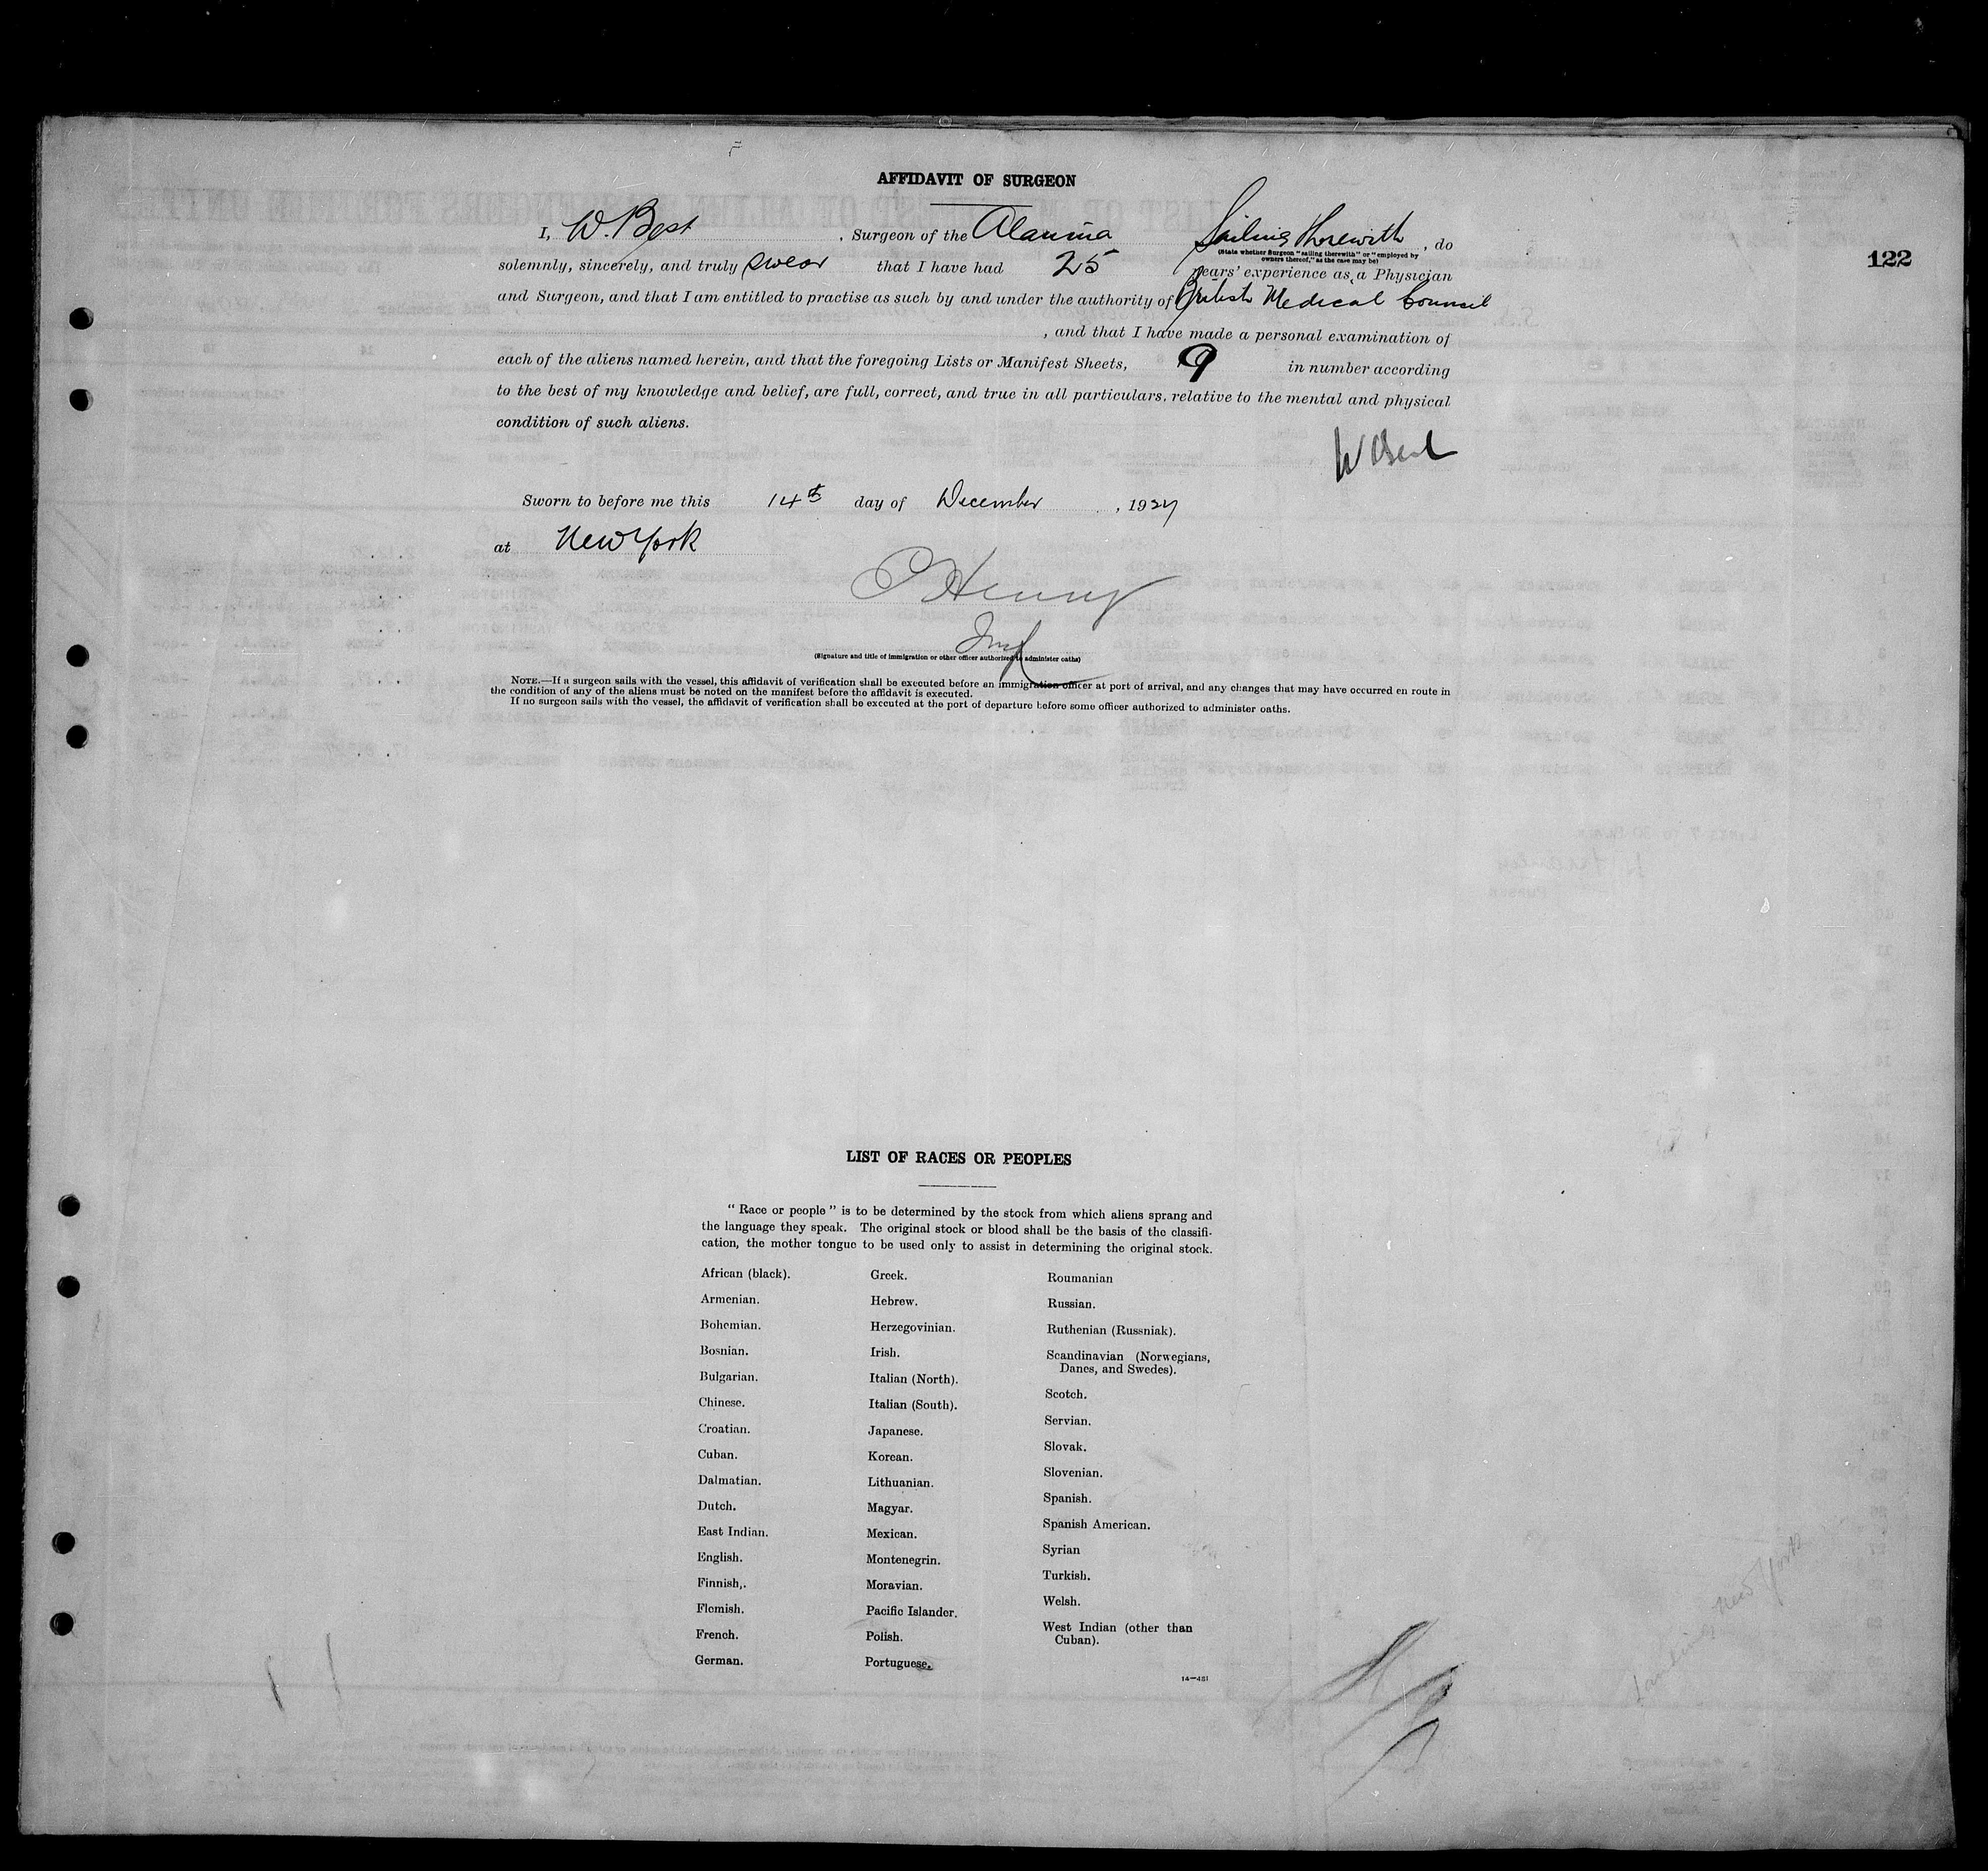 AFFIDAVIT OF SURGEON
I, W. Best, Surgeon of the Alaunia Sailing Therewith, do
(State whether Surgeon "sailing therewith" or "employed by
owners thereof," as the case may be)
122
solemnly, sincerely, and truly swear that I have had 25 years' experience as a Physician
and Surgeon, and that I am entitled to practise as such by and under the authority of British Medical Council
, and that I have made a personal examination of
each of the aliens named herein, and that the foregoing Lists or Manifest Sheets, 9 in number according
to the best of my knowledge and belief, are full, correct, and true in all particulars, relative to the mental and physical
condition of such aliens.
W Best
Sworn to before me this 14th day of December, 1927
at New York
Henny
(Signature and title of immigration or other officer authorized to administer oaths)
NOTE.—If a surgeon sails with the vessel, this affidavit of verification shall be executed before an immigration officer at port of arrival, and any changes that may have occurred en route in
the condition of any of the aliens must be noted on the manifest before the affidavit is executed.
If no surgeon sails with the vessel, the affidavit of verification shall be executed at the port of departure before some officer authorized to administer oaths.
LIST OF RACES OR PEOPLES
"Race or people" is to be determined by the stock from which aliens sprang and
the language they speak. The original stock or blood shall be the basis of the classifi-
cation, the mother tongue to be used only to assist in determining the original stock.
African (black).
Armenian.
Bohemian.
Bosnian.
Bulgarian.
Chinese.
Croatian.
Cuban.
Dalmatian.
Dutch.
East Indian.
English.
Finnish,.
Flemish.
French.
German.
Greek.
Hebrew.
Herzegovinian.
Irish.
Italian (North).
Italian (South).
Japanese.
Korean.
Lithuanian.
Magyar.
Mexican.
Montenegrin.
Moravian.
Pacific Islander.
Polish.
Portuguese.
Roumanian
Russian.
Ruthenian (Russniak).
Scandinavian (Norwegians,
Danes, and Swedes).
Scotch.
Servian.
Slovak.
Slovenian.
Spanish.
Spanish American.
Syrian
Turkish.
Welsh.
West Indian (other than
Cuban).
14—451
Landing New York